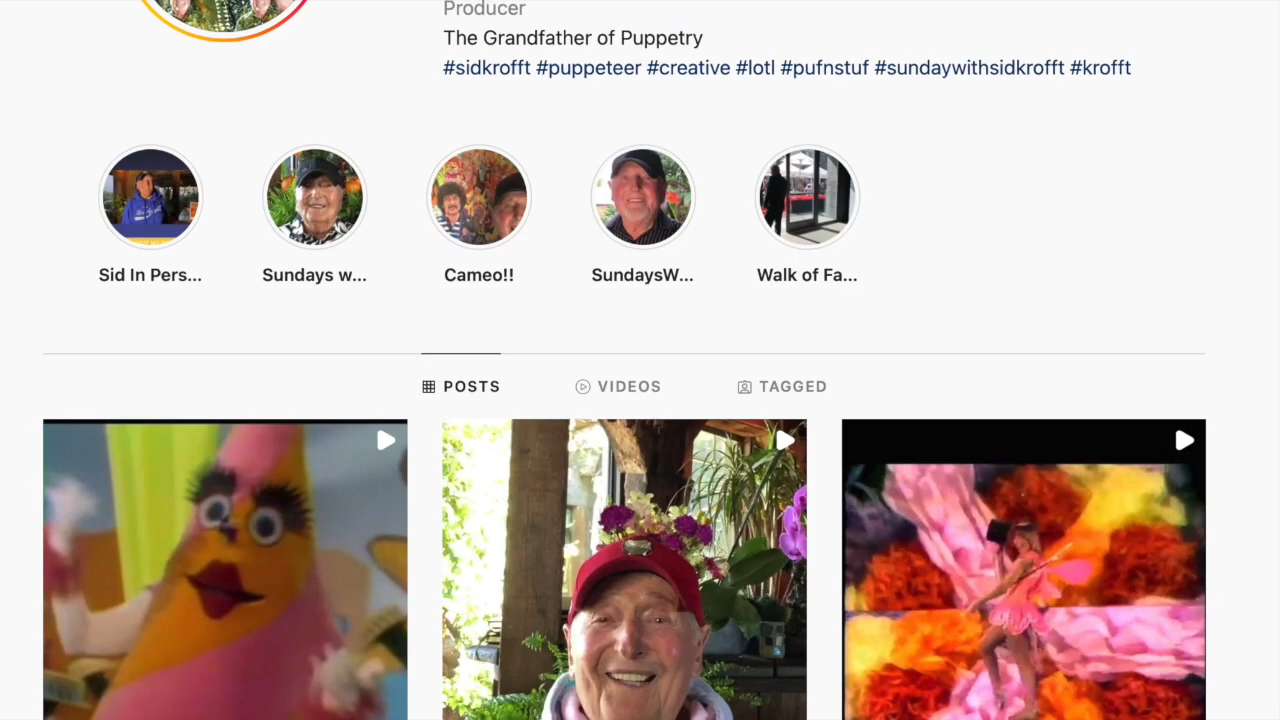 Producer
The Grandfather of Puppetry
#sidkrofft #puppeteer #creative #lotl #pufnstuf #sundaywithsidkrofft #krofft
Sid In Pers... Sundays w... Cameo!! SundaysW... Walk of Fa...
POSTS VIDEOS TAGGED